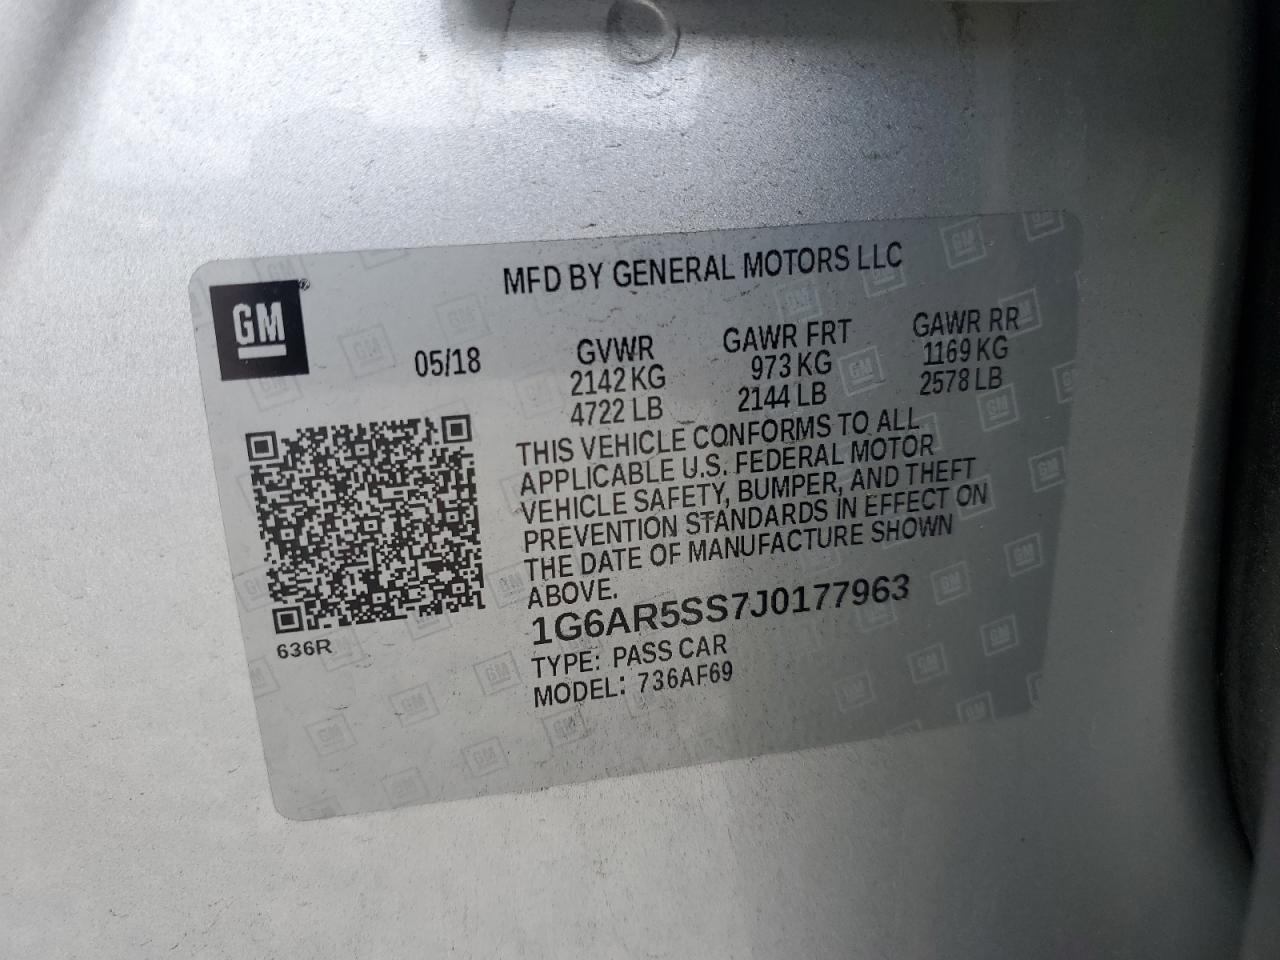 MFD BY GENERAL MOTORS LLC
GM®
05/18
GVWR
2142 KG
4722 LB
GAWR FRT
973 KG
2144 LB
GAWR RR
1169 KG
2578 LB
THIS VEHICLE CONFORMS TO ALL
APPLICABLE U.S. FEDERAL MOTOR
VEHICLE SAFETY, BUMPER, AND THEFT
PREVENTION STANDARDS IN EFFECT ON
THE DATE OF MANUFACTURE SHOWN
ABOVE.
1G6AR5SS7J0177963
TYPE: PASS CAR
MODEL: 736AF69
636R